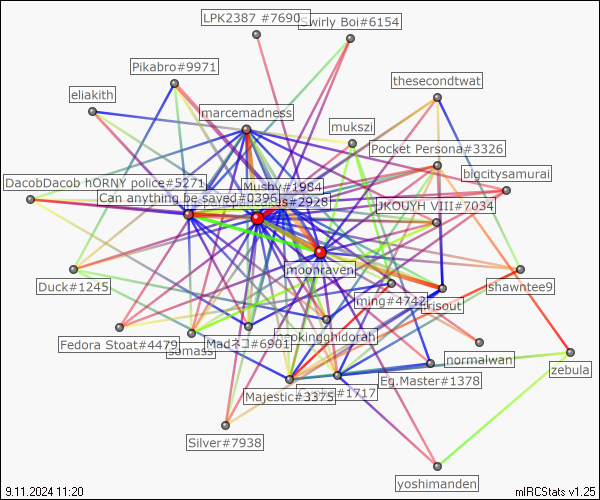 LPK2387 #7690
Swirly Boi#6154
Pikabro#9971
thesecondtwat
eliakith
marcemadness
mukszi
Pocket Persona#3326
bigcitysamurai
DacobDacob hORNY police#5271
Mushy#1984
Can anything be saved#0396
#2928
JKOUYH VIII#7034
moonraven
Duck#1245
shawntee9
ming#4742
risout
Fedora Stoat#4479
Madネコ#6901
okinghidorah
normalwan
zebula
Eg.Master#1378
Majestic#3375
#1717
Silver#7938
yoshimanden
9.11.2024 11:20
mIRCStats v1.25